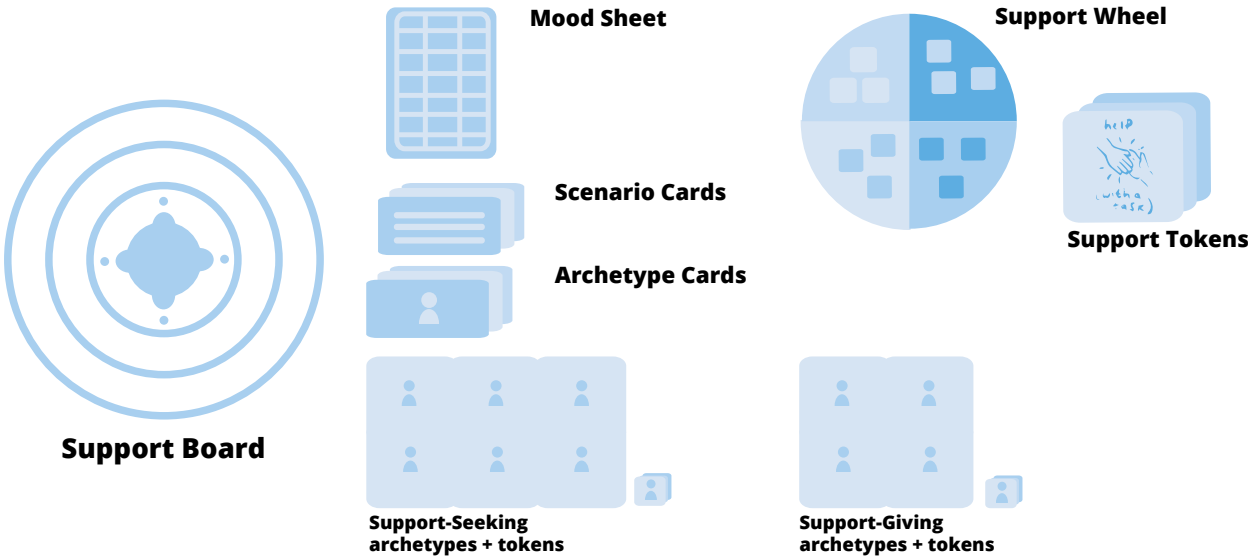 Mood Sheet
Support Wheel
help
(with a
task)
Support Tokens
Scenario Cards
Archetype Cards
Support Board
Support-Seeking
archetypes + tokens
Support-Giving
archetypes + tokens